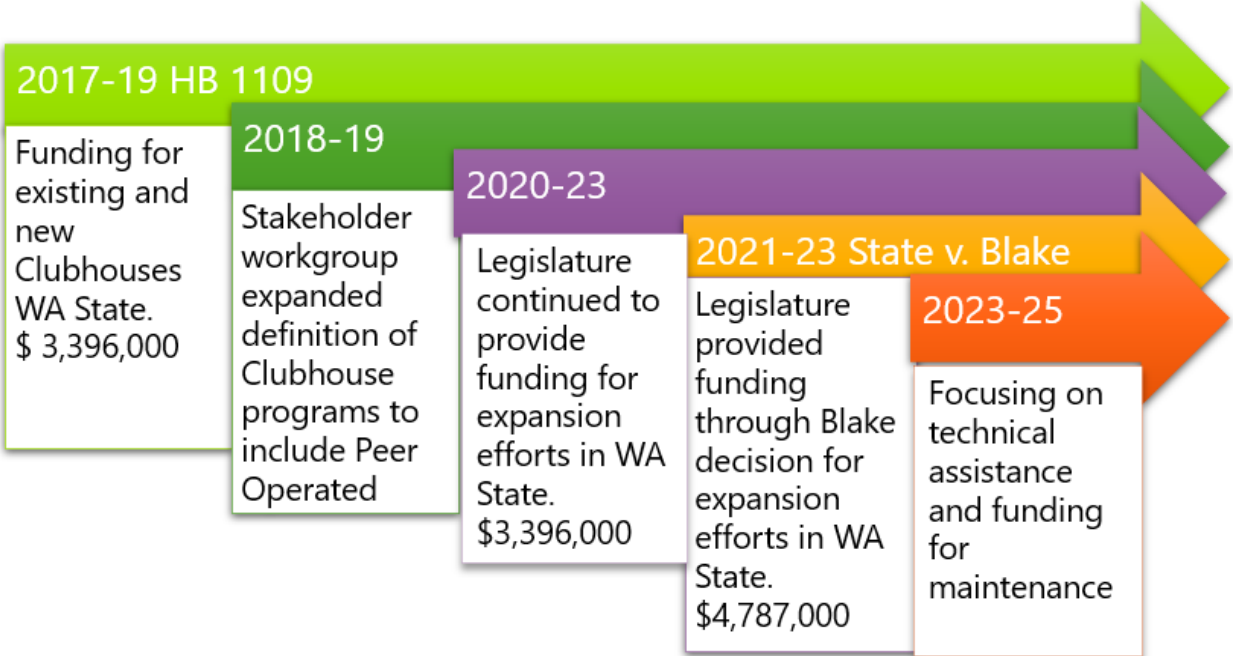 2017-19 HB 1109
Funding for
existing and
new
Clubhouses
WA State.
$ 3,396,000
2018-19
Stakeholder
workgroup
expanded
definition of
Clubhouse
programs to
include Peer
Operated
2020-23
Legislature
continued to
provide
funding for
expansion
efforts in WA
State.
$3,396,000
2021-23 State v. Blake
Legislature
provided
funding
through Blake
decision for
expansion
efforts in WA
State.
$4,787,000
2023-25
Focusing on
technical
assistance
and funding
for
maintenance